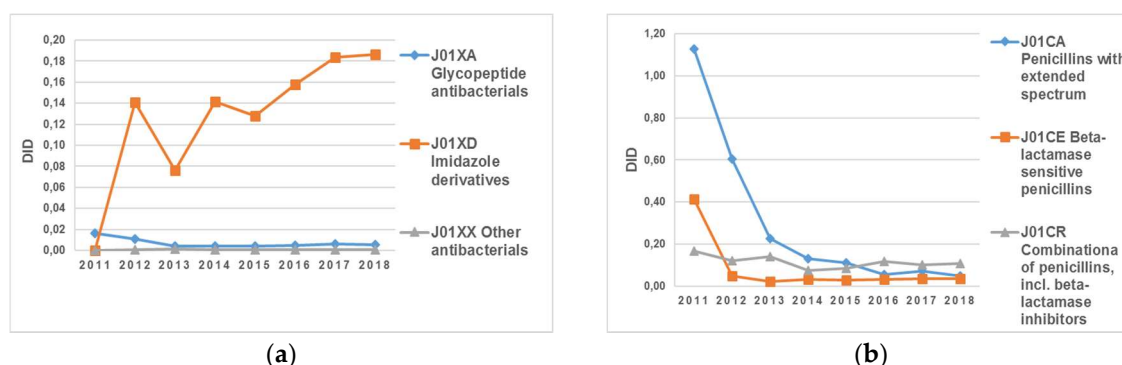 0,20
0,18
0,16
0,14
0,12
0,10
0,08
0,06
0,04
0,02
0,00
DID
2011 2012 2013 2014 2015 2016 2017 2018
J01XA
Glycopeptide
antibacterials
J01XD
Imidazole
derivatives
J01XX Other
antibacterials
(a)
1,20
1,00
0,80
0,60
0,40
0,20
0,00
DID
2011 2012 2013 2014 2015 2016 2017 2018
J01CA
Penicillins with
extended
spectrum
J01CE Beta-
lactamase
sensitive
penicillins
J01CR
Combinationa
of penicillins,
incl. beta-
lactamase
inhibitors
(b)